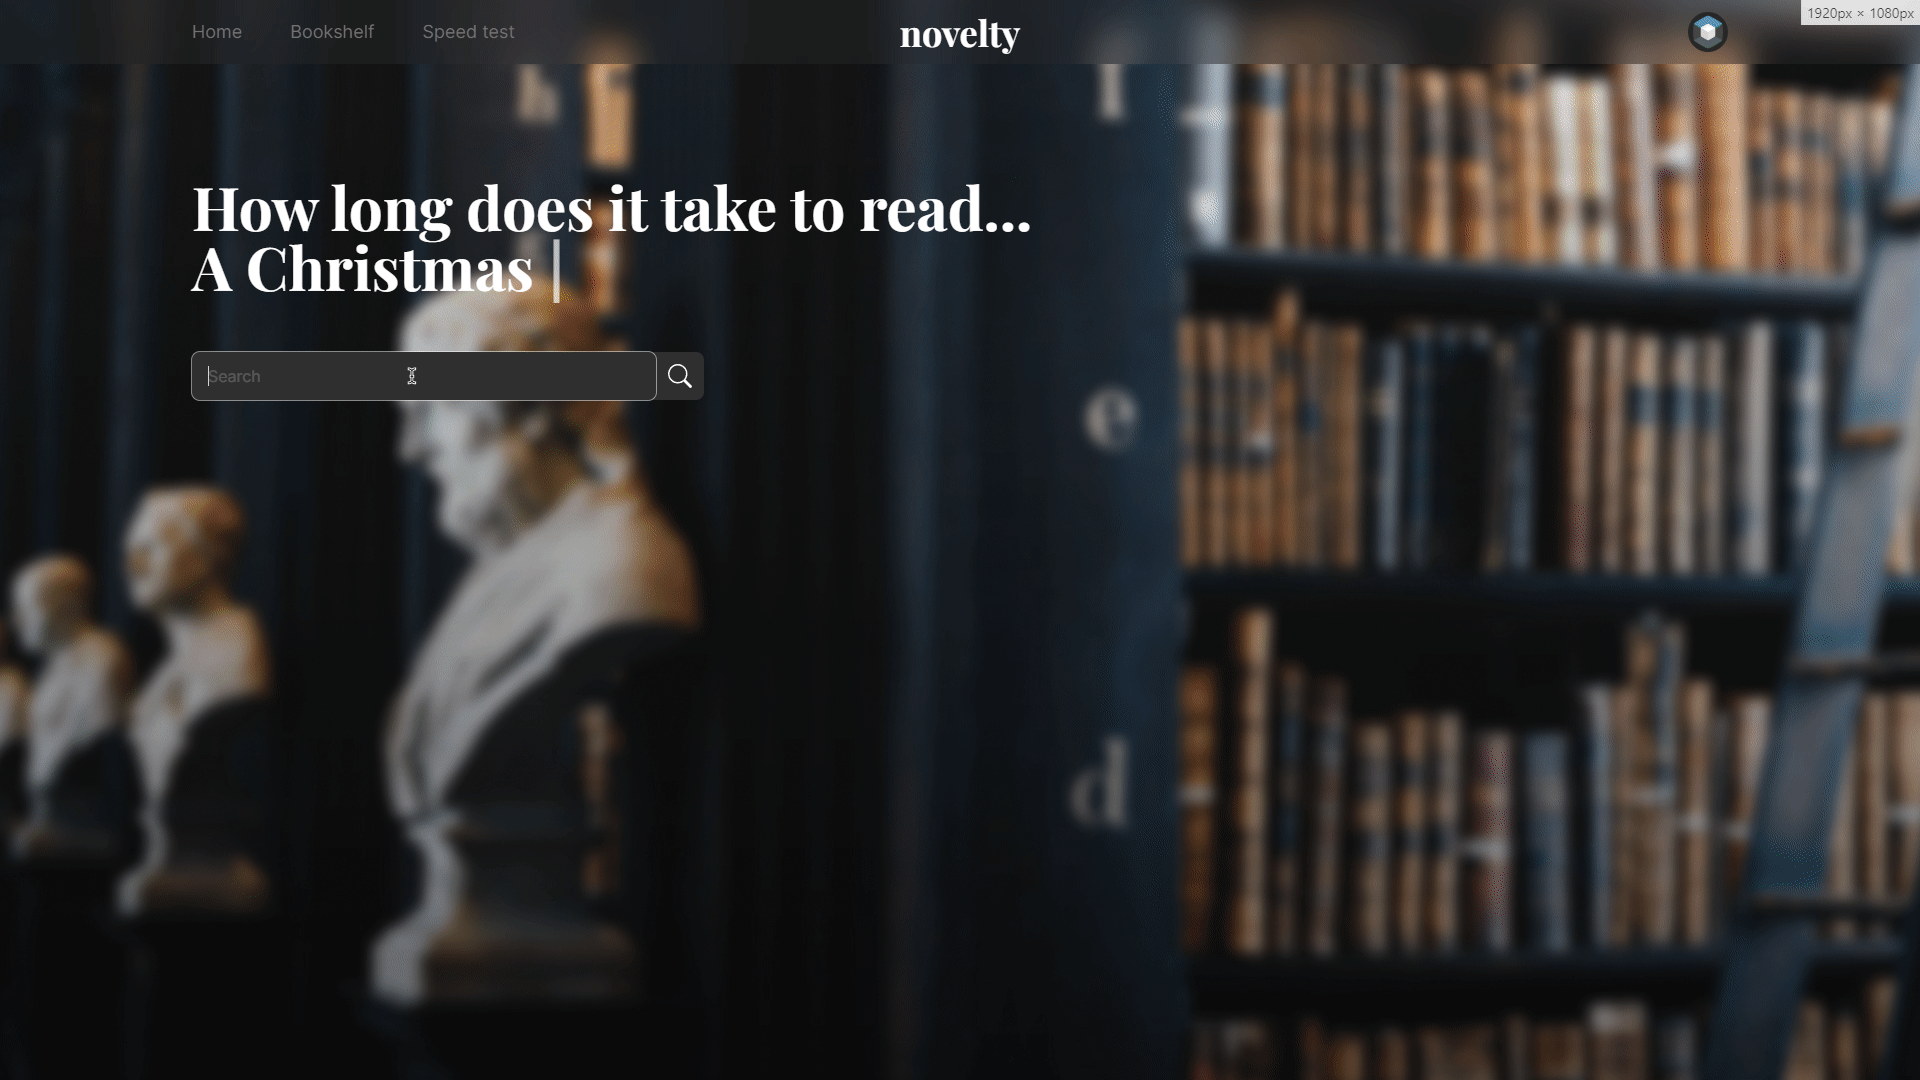 Home Bookshelf Speed test novelty
1920px × 1080px
How long does it take to read...
A Christmas
Search
h
l
e
d